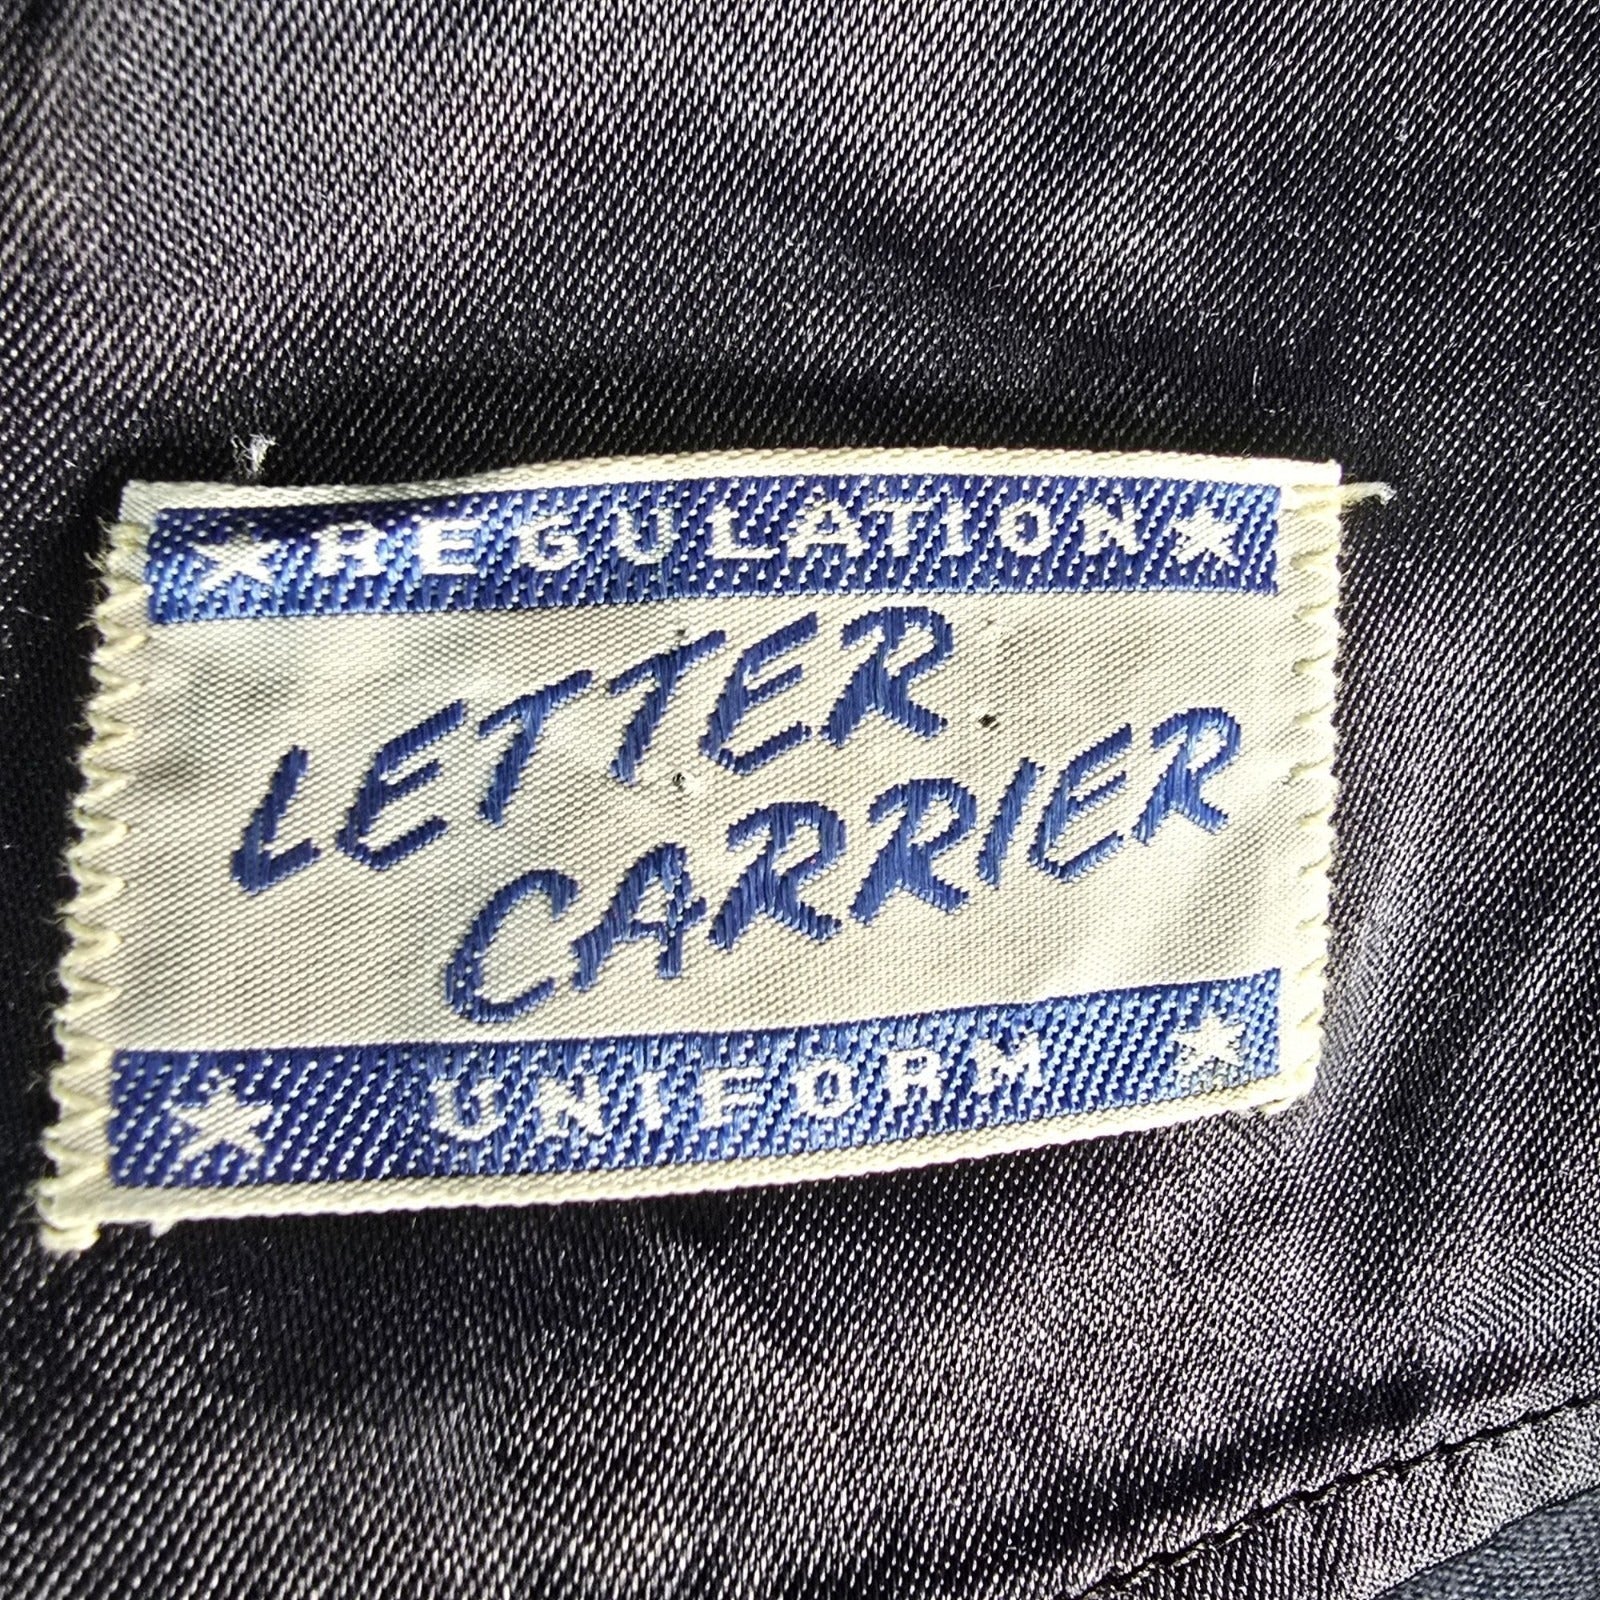 ★REGULATION★
LETTER
CARRIER
★ UNIFORM ★